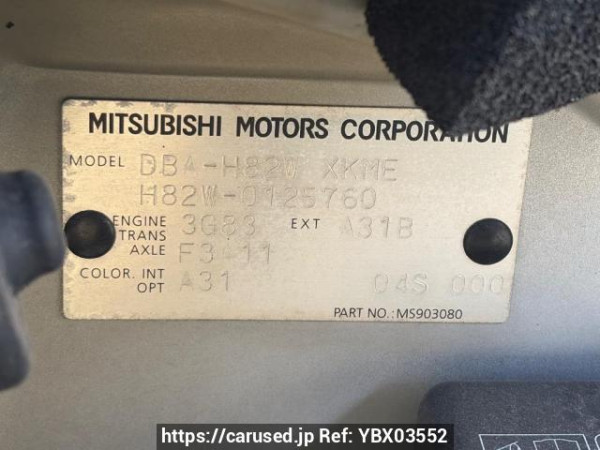 MITSUBISHI MOTORS CORPORATION
MODEL DBA-H82W XKME
H82W-0125760
ENGINE 3G83 EXT A31B
TRANS
AXLE F3 11
COLOR. INT A31 04S 000
OPT
PART NO.:MS903080
https://carused.jp Ref: YBX03552